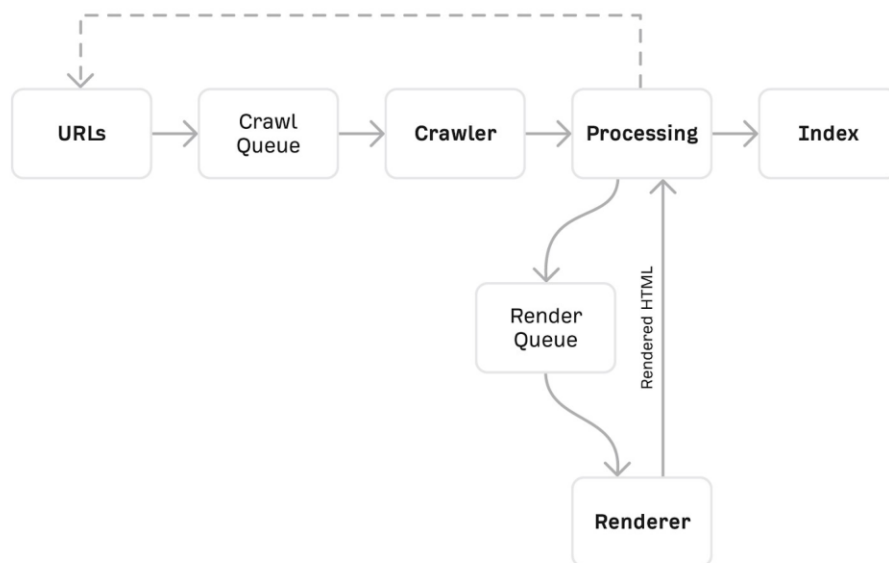 URLs
Crawl
Queue
Crawler
Processing
Index
Render
Queue
Rendered HTML
Renderer